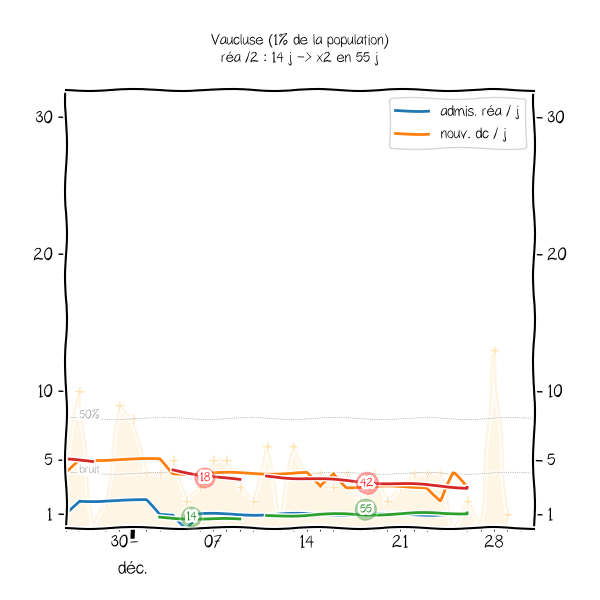 Vaucluse (1% de la population)
réa /2 : 14 j -> x2 en 55 j
admis. réa / j
nouv. dc / j
30 30
20 20
10 10
50%
5 5
bruit
18 42
55
14
1 1
30 07 14 21 28
déc.